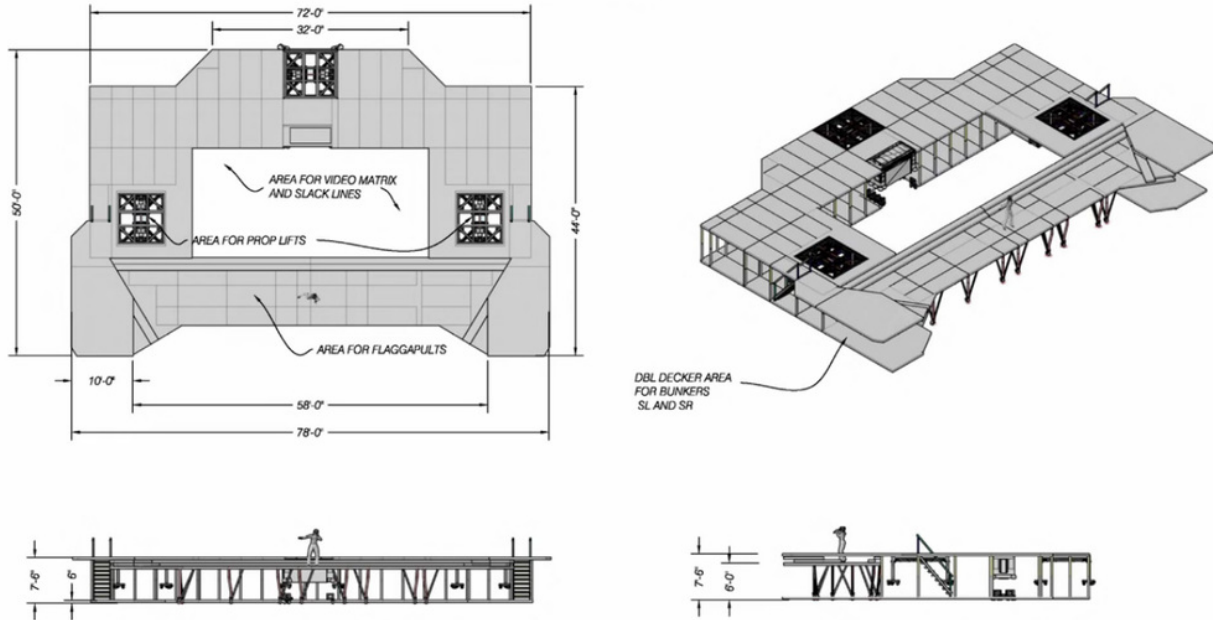 72'-0"
32'-0"
50'-0"
44'-0"
AREA FOR VIDEO MATRIX
AND SLACK LINES
AREA FOR PROP LIFTS
AREA FOR FLAGGAPULTS
10'-0"
58'-0"
78'-0"
DBL DECKER AREA
FOR BUNKERS
SL AND SR
7'-6"
6"
7'-6"
6'-0"